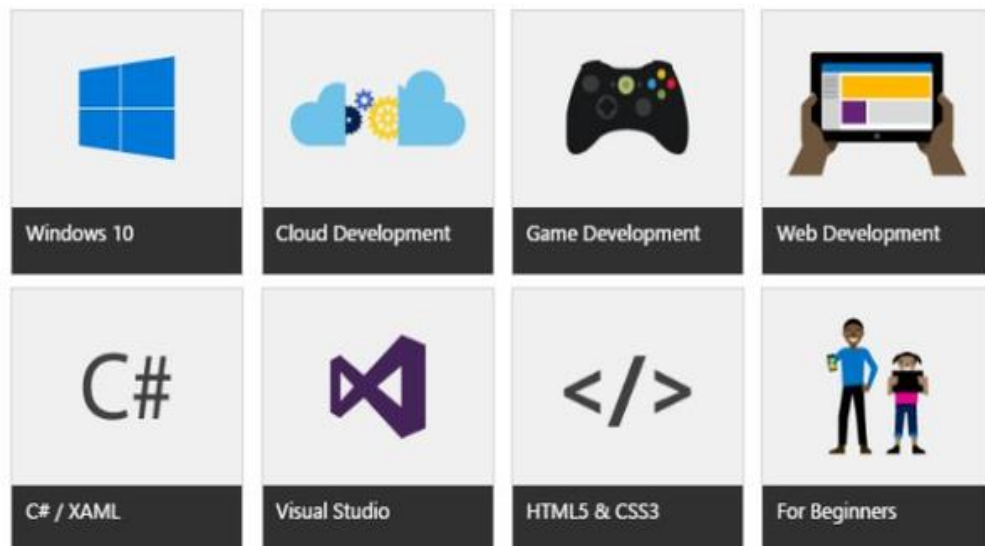 Windows 10
Cloud Development
Game Development
Web Development
C#
</>
C# / XAML
Visual Studio
HTML5 & CSS3
For Beginners